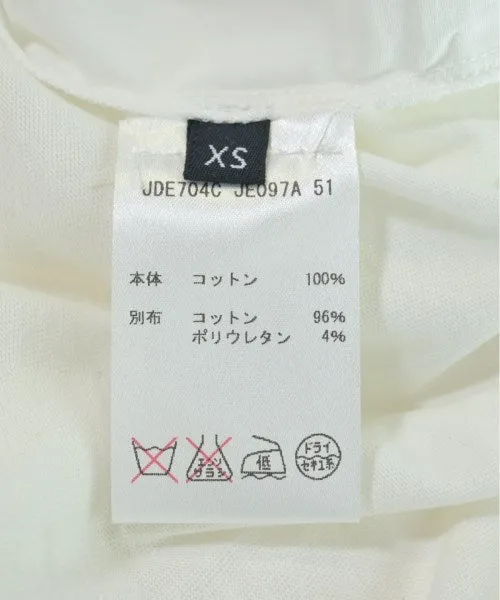 XS
JDE704C JE097A 51
本体 コットン 100%
別布 コットン 96%
ポリウレタン 4%
エンソ
サラシ
低
ドライ
セキユ系